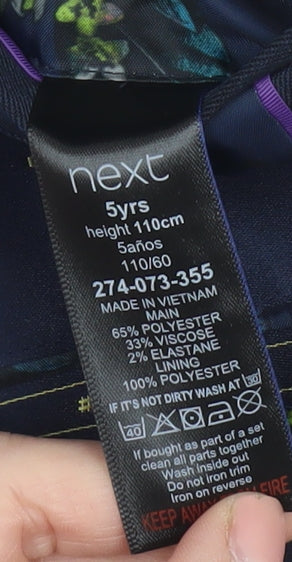 next
5yrs
height 110cm
5años
110/60
274-073-355
MADE IN VIETNAM
MAIN
65% POLYESTER
33% VISCOSE
2% ELASTANE
LINING
100% POLYESTER
IF IT'S NOT DIRTY WASH AT 30
40
If bought as part of a set
clean all parts together
Wash inside out
Do not iron trim
Iron on reverse
KEEP AWAY FROM FIRE